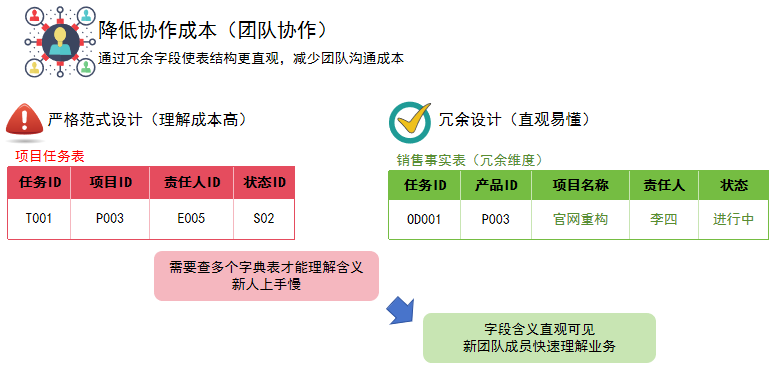 降低协作成本（团队协作）
通过冗余字段使表结构更直观，减少团队沟通成本
严格范式设计（理解成本高）
项目任务表
任务ID 项目ID 责任人ID 状态ID
T001 P003 E005 S02
需要查多个字典表才能理解含义
新人上手慢
冗余设计（直观易懂）
销售事实表（冗余维度）
任务ID 产品ID 项目名称 责任人 状态
OD001 P003 官网重构 李四 进行中
字段含义直观可见
新团队成员快速理解业务